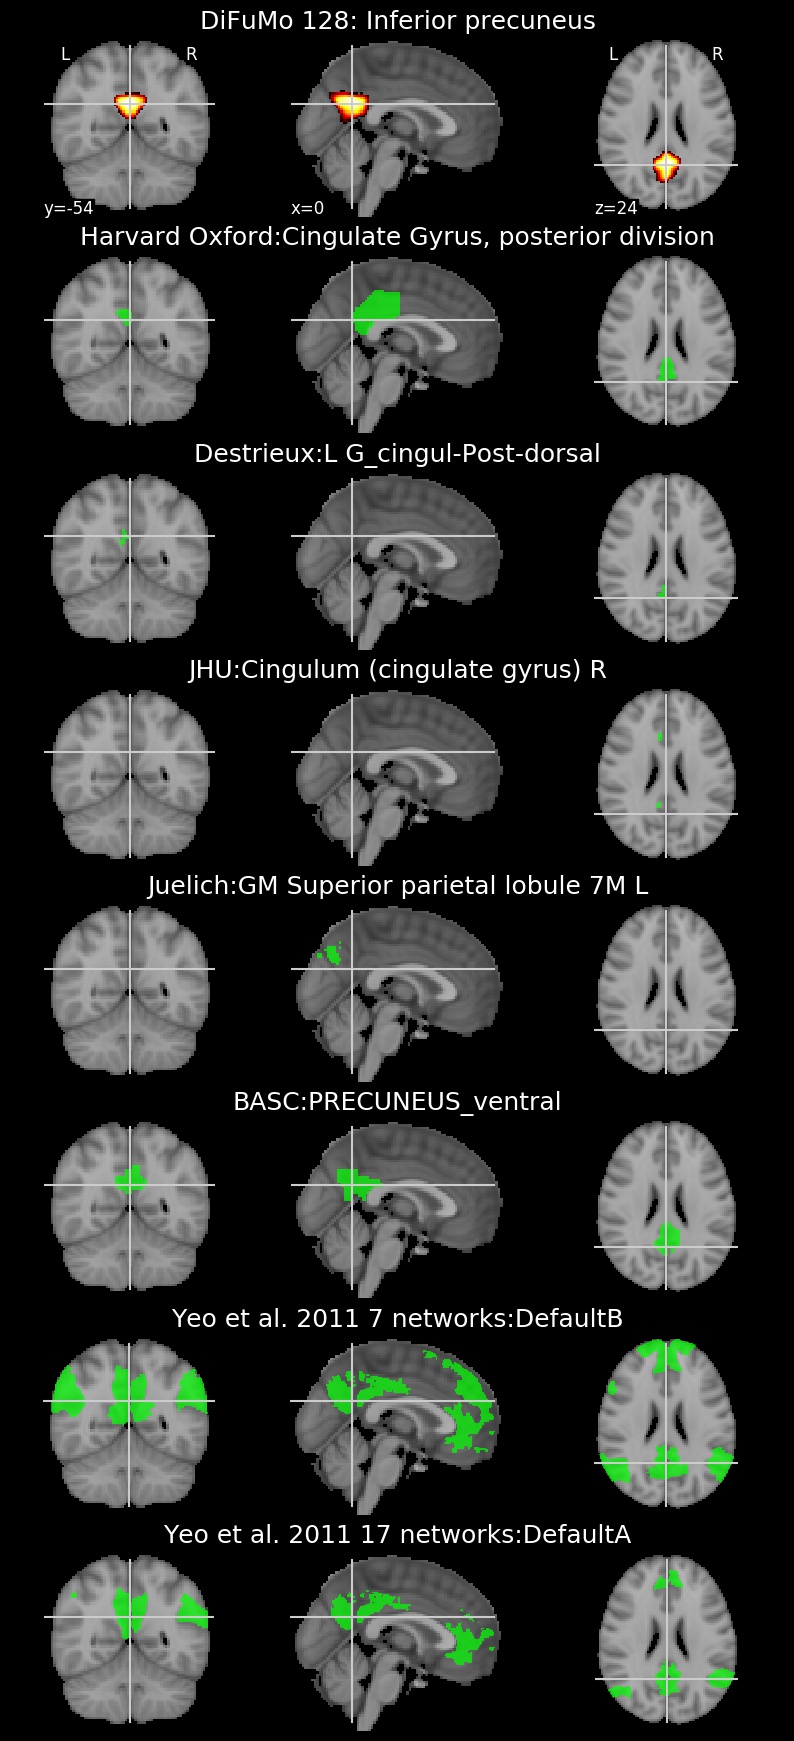 DiFuMo 128: Inferior precuneus
L R L R
y=-54 x=0 z=24
Harvard Oxford:Cingulate Gyrus, posterior division
Destrieux:L G_cingul-Post-dorsal
JHU:Cingulum (cingulate gyrus) R
Juelich:GM Superior parietal lobule 7M L
BASC:PRECUNEUS_ventral
Yeo et al. 2011 7 networks:DefaultB
Yeo et al. 2011 17 networks:DefaultA